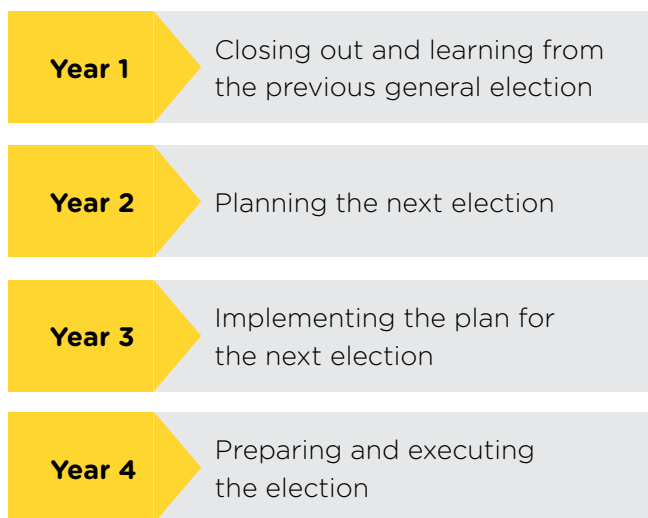 Year 1
Closing out and learning from
the previous general election
Year 2
Planning the next election
Year 3
Implementing the plan for
the next election
Year 4
Preparing and executing
the election